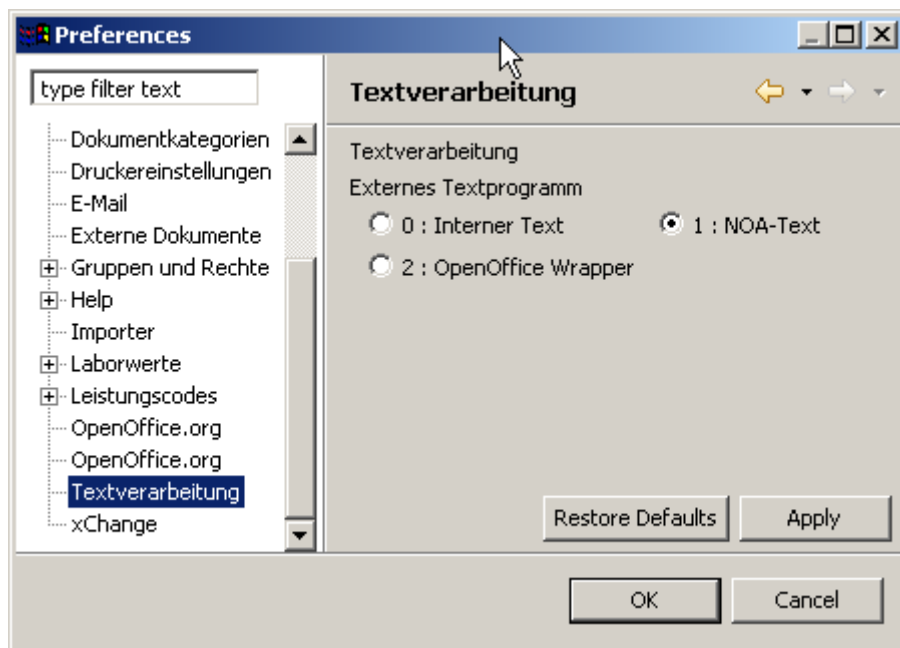 Preferences
type filter text
Dokumentkategorien
Druckereinstellungen
E-Mail
Externe Dokumente
Gruppen und Rechte
Help
Importer
Laborwerte
Leistungscodes
OpenOffice.org
OpenOffice.org
Textverarbeitung
xChange
Textverarbeitung
Textverarbeitung
Externes Textprogramm
0 : Interner Text 1 : NOA-Text
2 : OpenOffice Wrapper
Restore Defaults Apply
OK Cancel